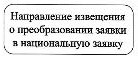 Направление извещения
о преобразовании заявки
в национальную заявку